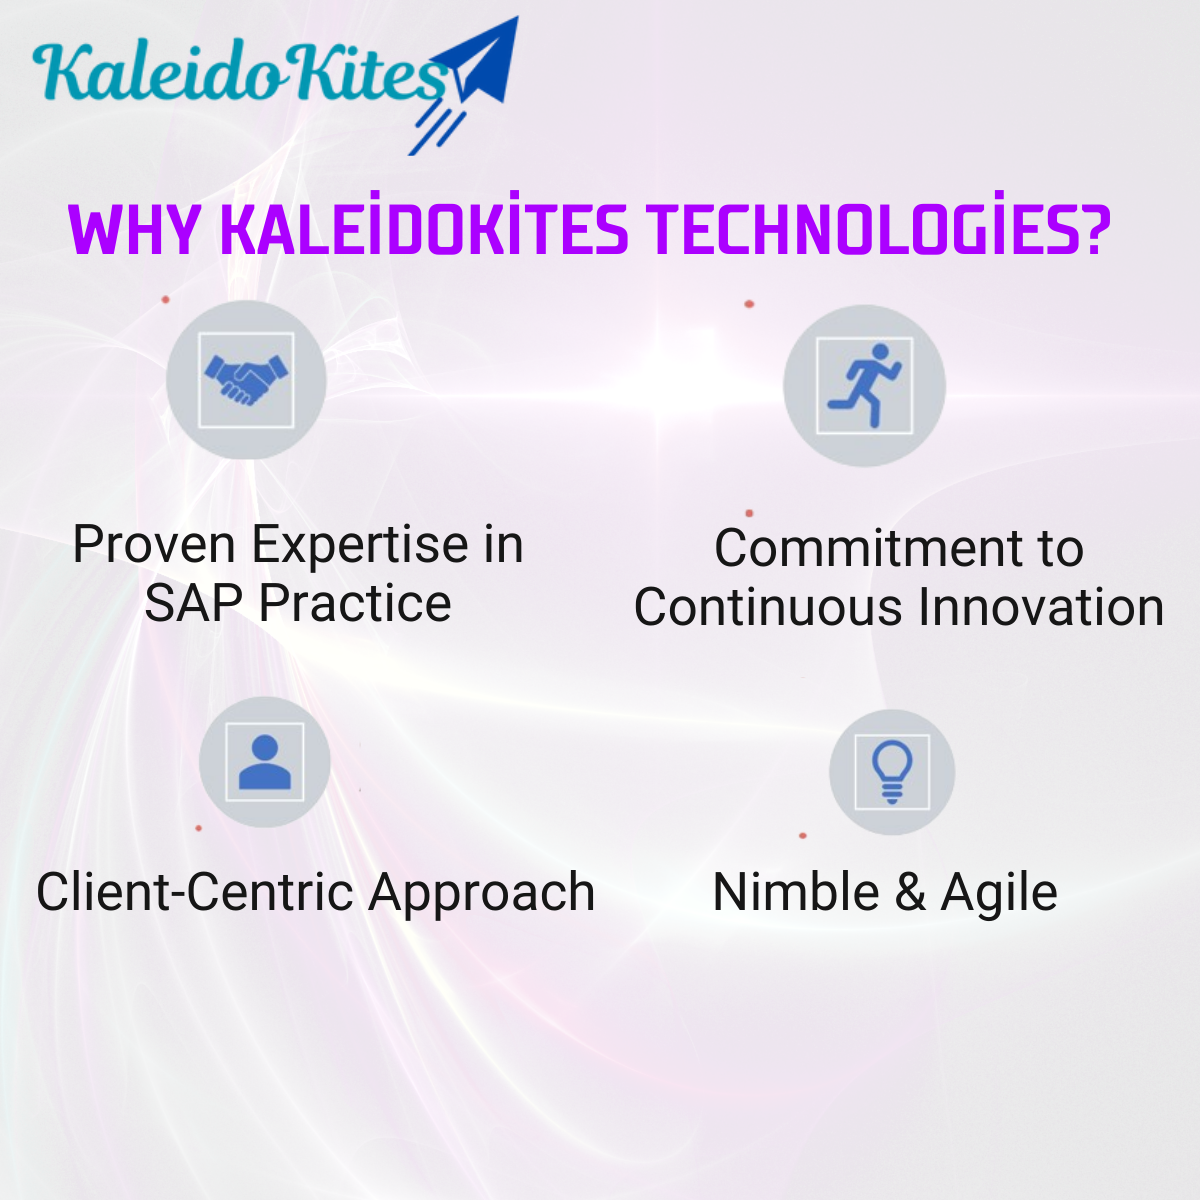 KaleidoKites
WHY KALEİDOKİTES TECHNOLOGİES?
Proven Expertise in
SAP Practice
Commitment to
Continuous Innovation
Client-Centric Approach
Nimble & Agile